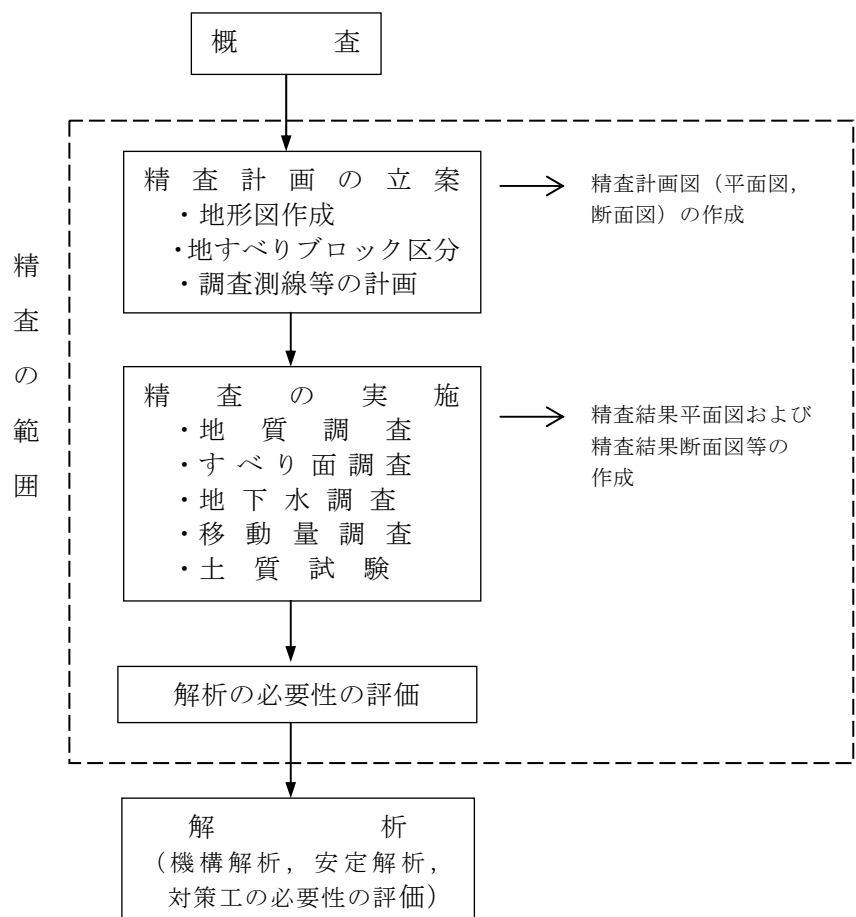 概査
精査の範囲
精査計画の立案
・地形図作成
・地すべりブロック区分
・調査測線等の計画
精査計画図（平面図，
断面図）の作成
精査の実施
・地質調査
・すべり面調査
・地下水調査
・移動量調査
・土質試験
精査結果平面図および
精査結果断面図等の
作成
解析の必要性の評価
解析
（機構解析，安定解析，
対策工の必要性の評価）